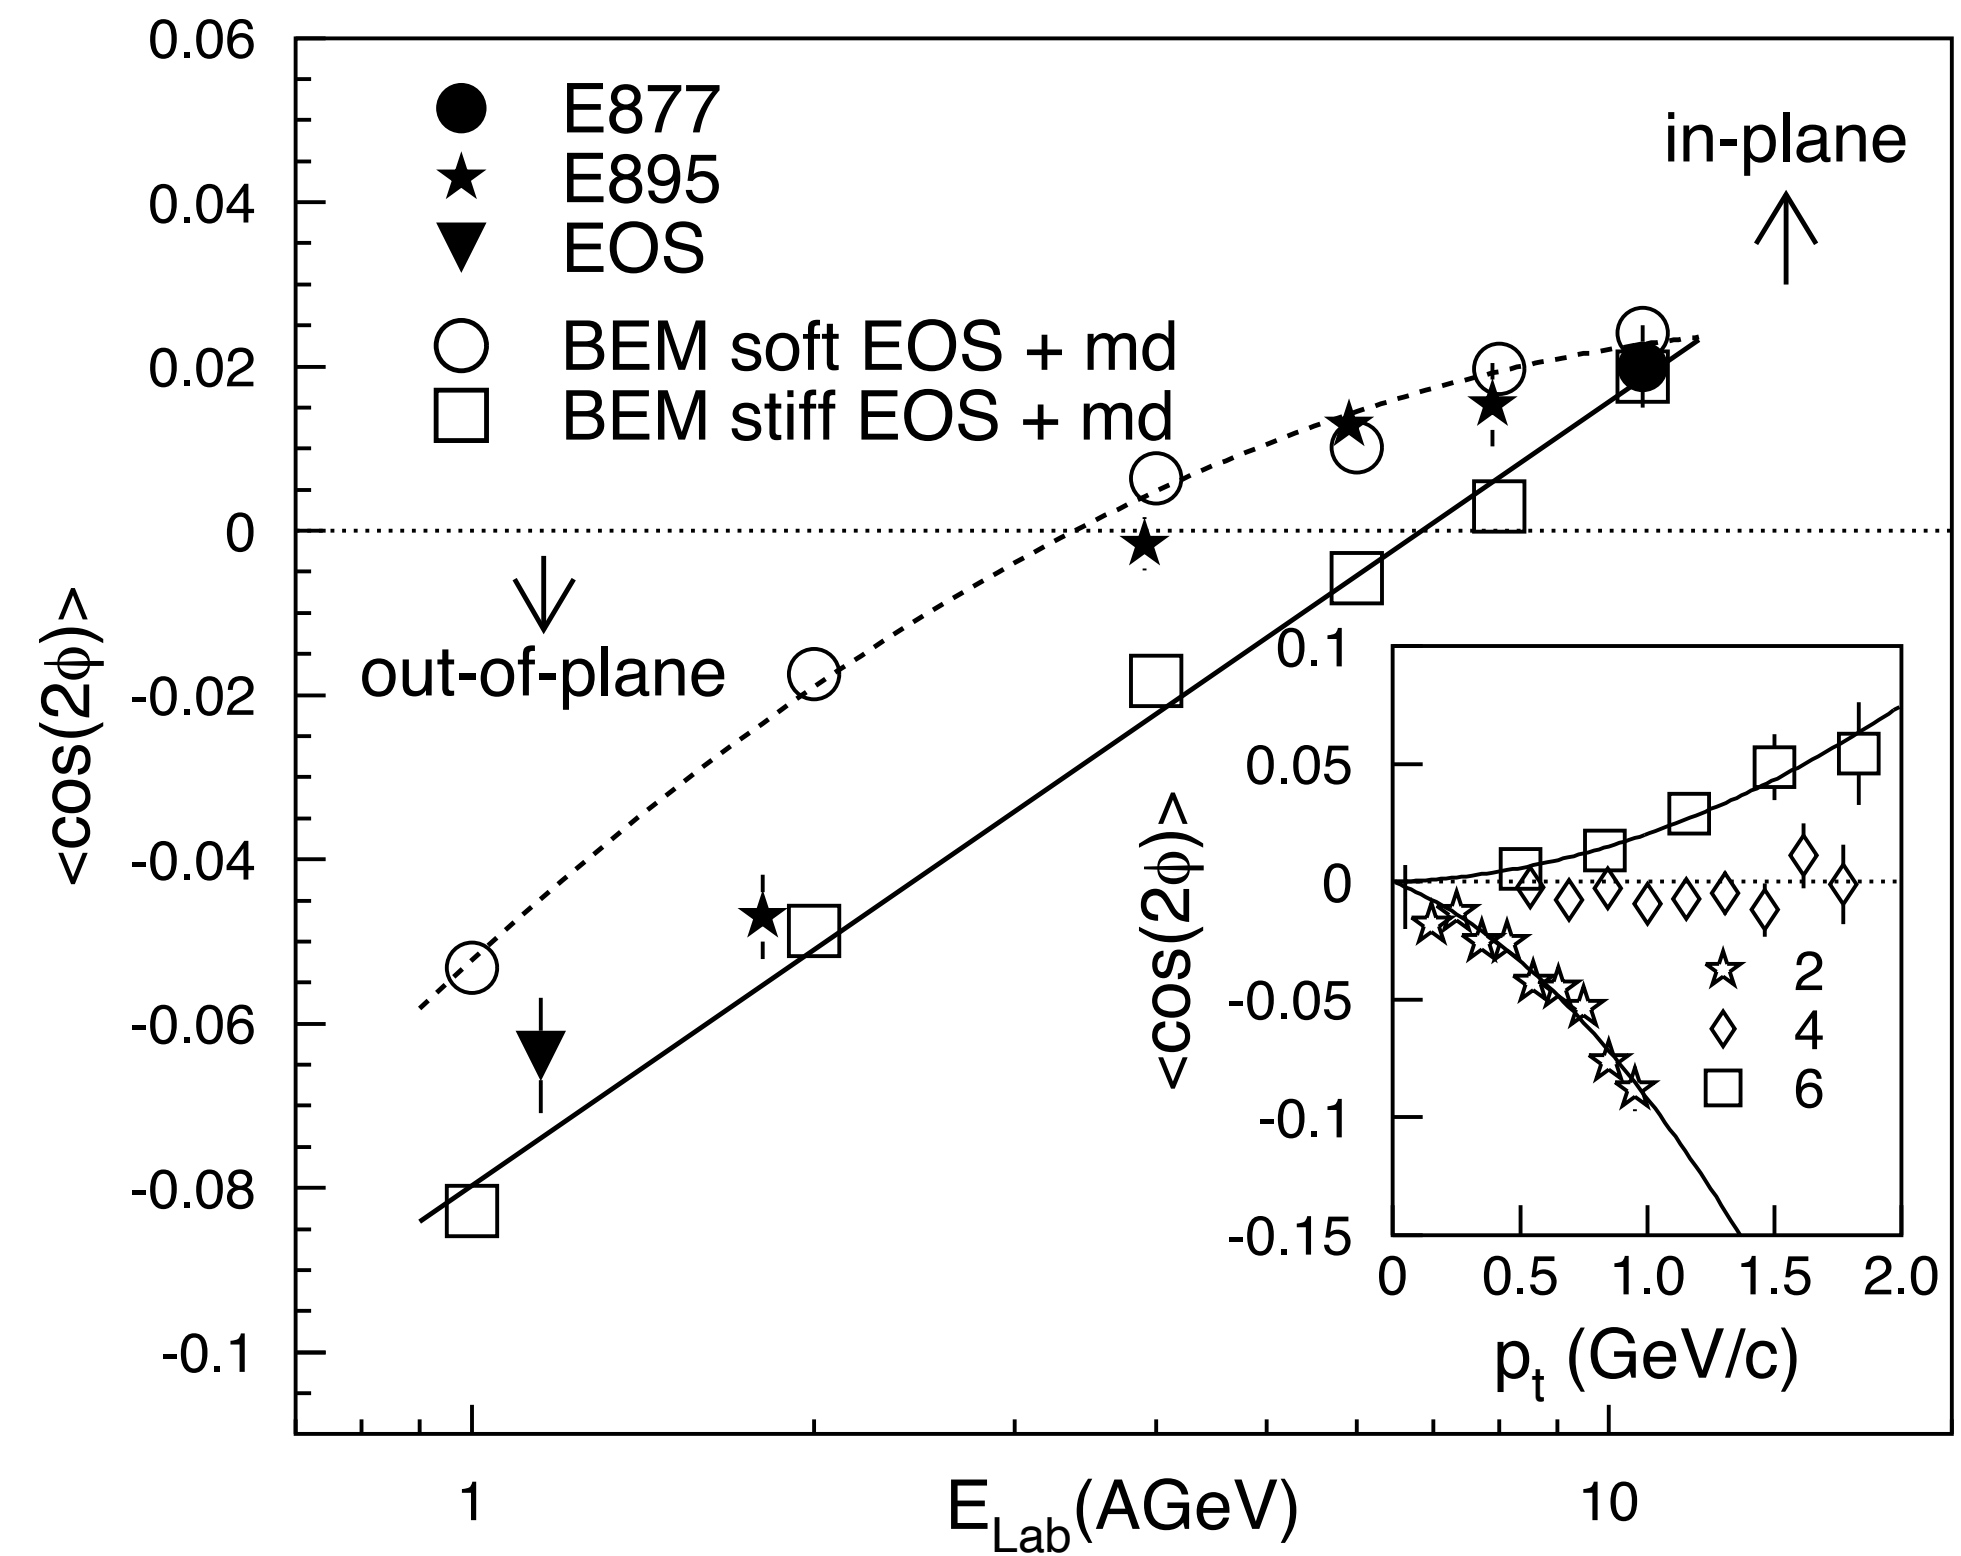 0.06
0.04
0.02
0
-0.02
-0.04
-0.06
-0.08
-0.1
<cos(2ϕ)>
E877
E895
EOS
BEM soft EOS + md
BEM stiff EOS + md
in-plane
out-of-plane
1
10
E_Lab(AGeV)
0.1
0.05
0
-0.05
-0.1
-0.15
<cos(2ϕ)>
2
4
6
0 0.5 1.0 1.5 2.0
p_t (GeV/c)